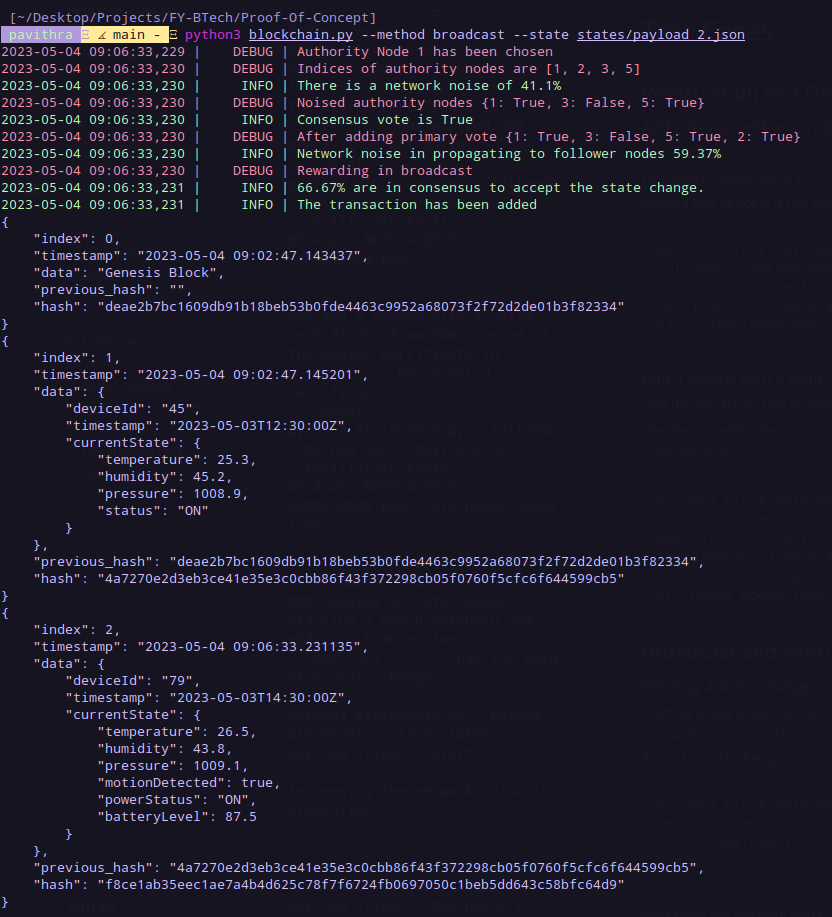 [~/Desktop/Projects/FY-BTech/Proof-Of-Concept]
pavithra Ξ ∡ main - Ξ python3 blockchain.py --method broadcast --state states/payload_2.json
2023-05-04 09:06:33,229 | DEBUG | Authority Node 1 has been chosen
2023-05-04 09:06:33,230 | DEBUG | Indices of authority nodes are [1, 2, 3, 5]
2023-05-04 09:06:33,230 | INFO | There is a network noise of 41.1%
2023-05-04 09:06:33,230 | DEBUG | Noised authority nodes {1: True, 3: False, 5: True}
2023-05-04 09:06:33,230 | INFO | Consensus vote is True
2023-05-04 09:06:33,230 | DEBUG | After adding primary vote {1: True, 3: False, 5: True, 2: True}
2023-05-04 09:06:33,230 | INFO | Network noise in propagating to follower nodes 59.37%
2023-05-04 09:06:33,230 | DEBUG | Rewarding in broadcast
2023-05-04 09:06:33,231 | INFO | 66.67% are in consensus to accept the state change.
2023-05-04 09:06:33,231 | INFO | The transaction has been added
{
"index": 0,
"timestamp": "2023-05-04 09:02:47.143437",
"data": "Genesis Block",
"previous_hash": "",
"hash": "deae2b7bc1609db91b18beb53b0fde4463c9952a68073f2f72d2de01b3f82334"
}
{
"index": 1,
"timestamp": "2023-05-04 09:02:47.145201",
"data": {
"deviceId": "45",
"timestamp": "2023-05-03T12:30:00Z",
"currentState": {
"temperature": 25.3,
"humidity": 45.2,
"pressure": 1008.9,
"status": "ON"
}
},
"previous_hash": "deae2b7bc1609db91b18beb53b0fde4463c9952a68073f2f72d2de01b3f82334",
"hash": "4a7270e2d3eb3ce41e35e3c0cbb86f43f372298cb05f0760f5cfc6f644599cb5"
}
{
"index": 2,
"timestamp": "2023-05-04 09:06:33.231135",
"data": {
"deviceId": "79",
"timestamp": "2023-05-03T14:30:00Z",
"currentState": {
"temperature": 26.5,
"humidity": 43.8,
"pressure": 1009.1,
"motionDetected": true,
"powerStatus": "ON",
"batteryLevel": 87.5
}
},
"previous_hash": "4a7270e2d3eb3ce41e35e3c0cbb86f43f372298cb05f0760f5cfc6f644599cb5",
"hash": "f8ce1ab35eec1ae7a4b4d625c78f7f6724fb0697050c1beb5dd643c58bfc64d9"
}